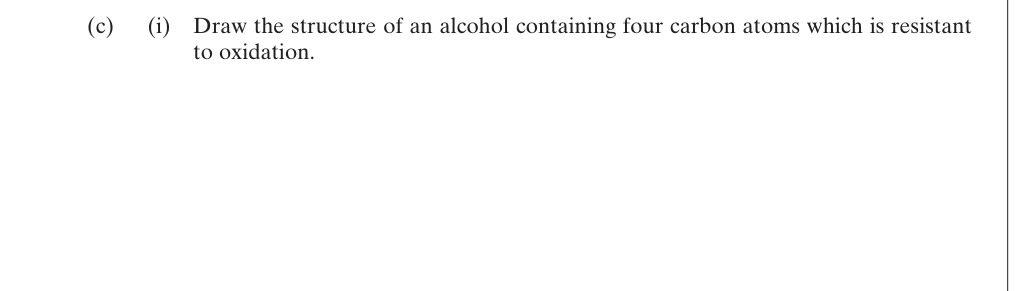 (c) (i) Draw the structure of an alcohol containing four carbon atoms which is resistant
to oxidation.